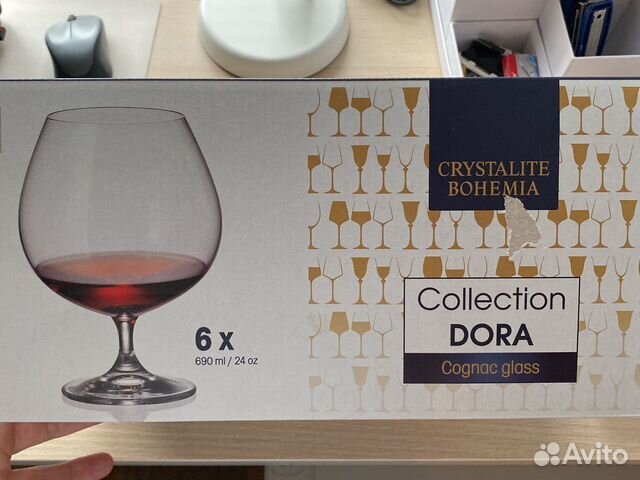 CRYSTALITE
BOHEMIA
Collection
DORA
Cognac glass
6 x
690 ml / 24 oz
Avito